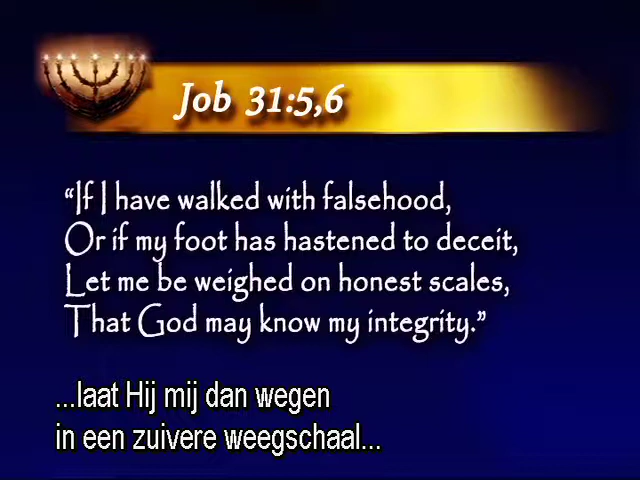 Job 31:5,6
“If I have walked with falsehood,
Or if my foot has hastened to deceit,
Let me be weighed on honest scales,
That God may know my integrity.”
...laat Hij mij dan wegen
in een zuivere weegschaal...